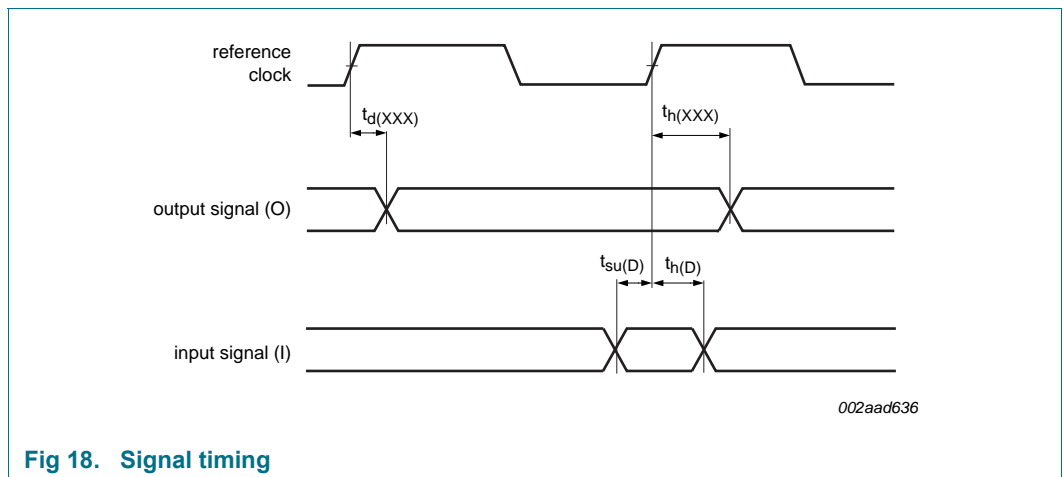 reference
clock
td(XXX)
th(XXX)
output signal (O)
tsu(D)
th(D)
input signal (I)
002aad636
Fig 18. Signal timing